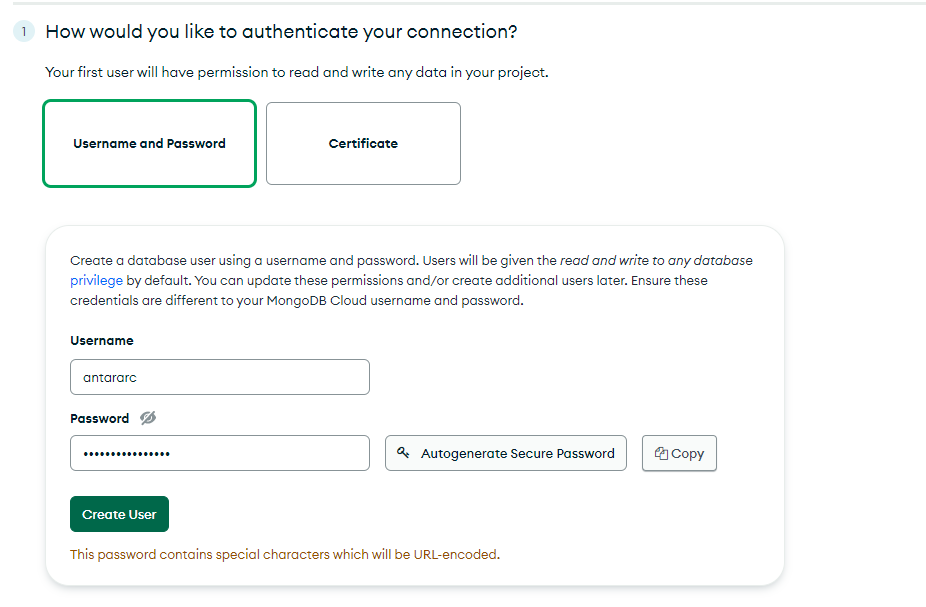 1 How would you like to authenticate your connection?
Your first user will have permission to read and write any data in your project.
Username and Password Certificate
Create a database user using a username and password. Users will be given the read and write to any database
privilege by default. You can update these permissions and/or create additional users later. Ensure these
credentials are different to your MongoDB Cloud username and password.
Username
antararc
Password
•••••••••••••••• Autogenerate Secure Password Copy
Create User
This password contains special characters which will be URL-encoded.